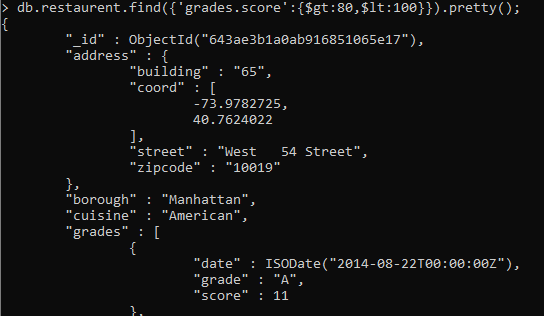 > db.restaurent.find({'grades.score':{$gt:80,$lt:100}}).pretty();
{
        "_id" : ObjectId("643ae3b1a0ab916851065e17"),
        "address" : {
                "building" : "65",
                "coord" : [
                        -73.9782725,
                        40.7624022
                ],
                "street" : "West   54 Street",
                "zipcode" : "10019"
        },
        "borough" : "Manhattan",
        "cuisine" : "American",
        "grades" : [
                {
                        "date" : ISODate("2014-08-22T00:00:00Z"),
                        "grade" : "A",
                        "score" : 11
                },